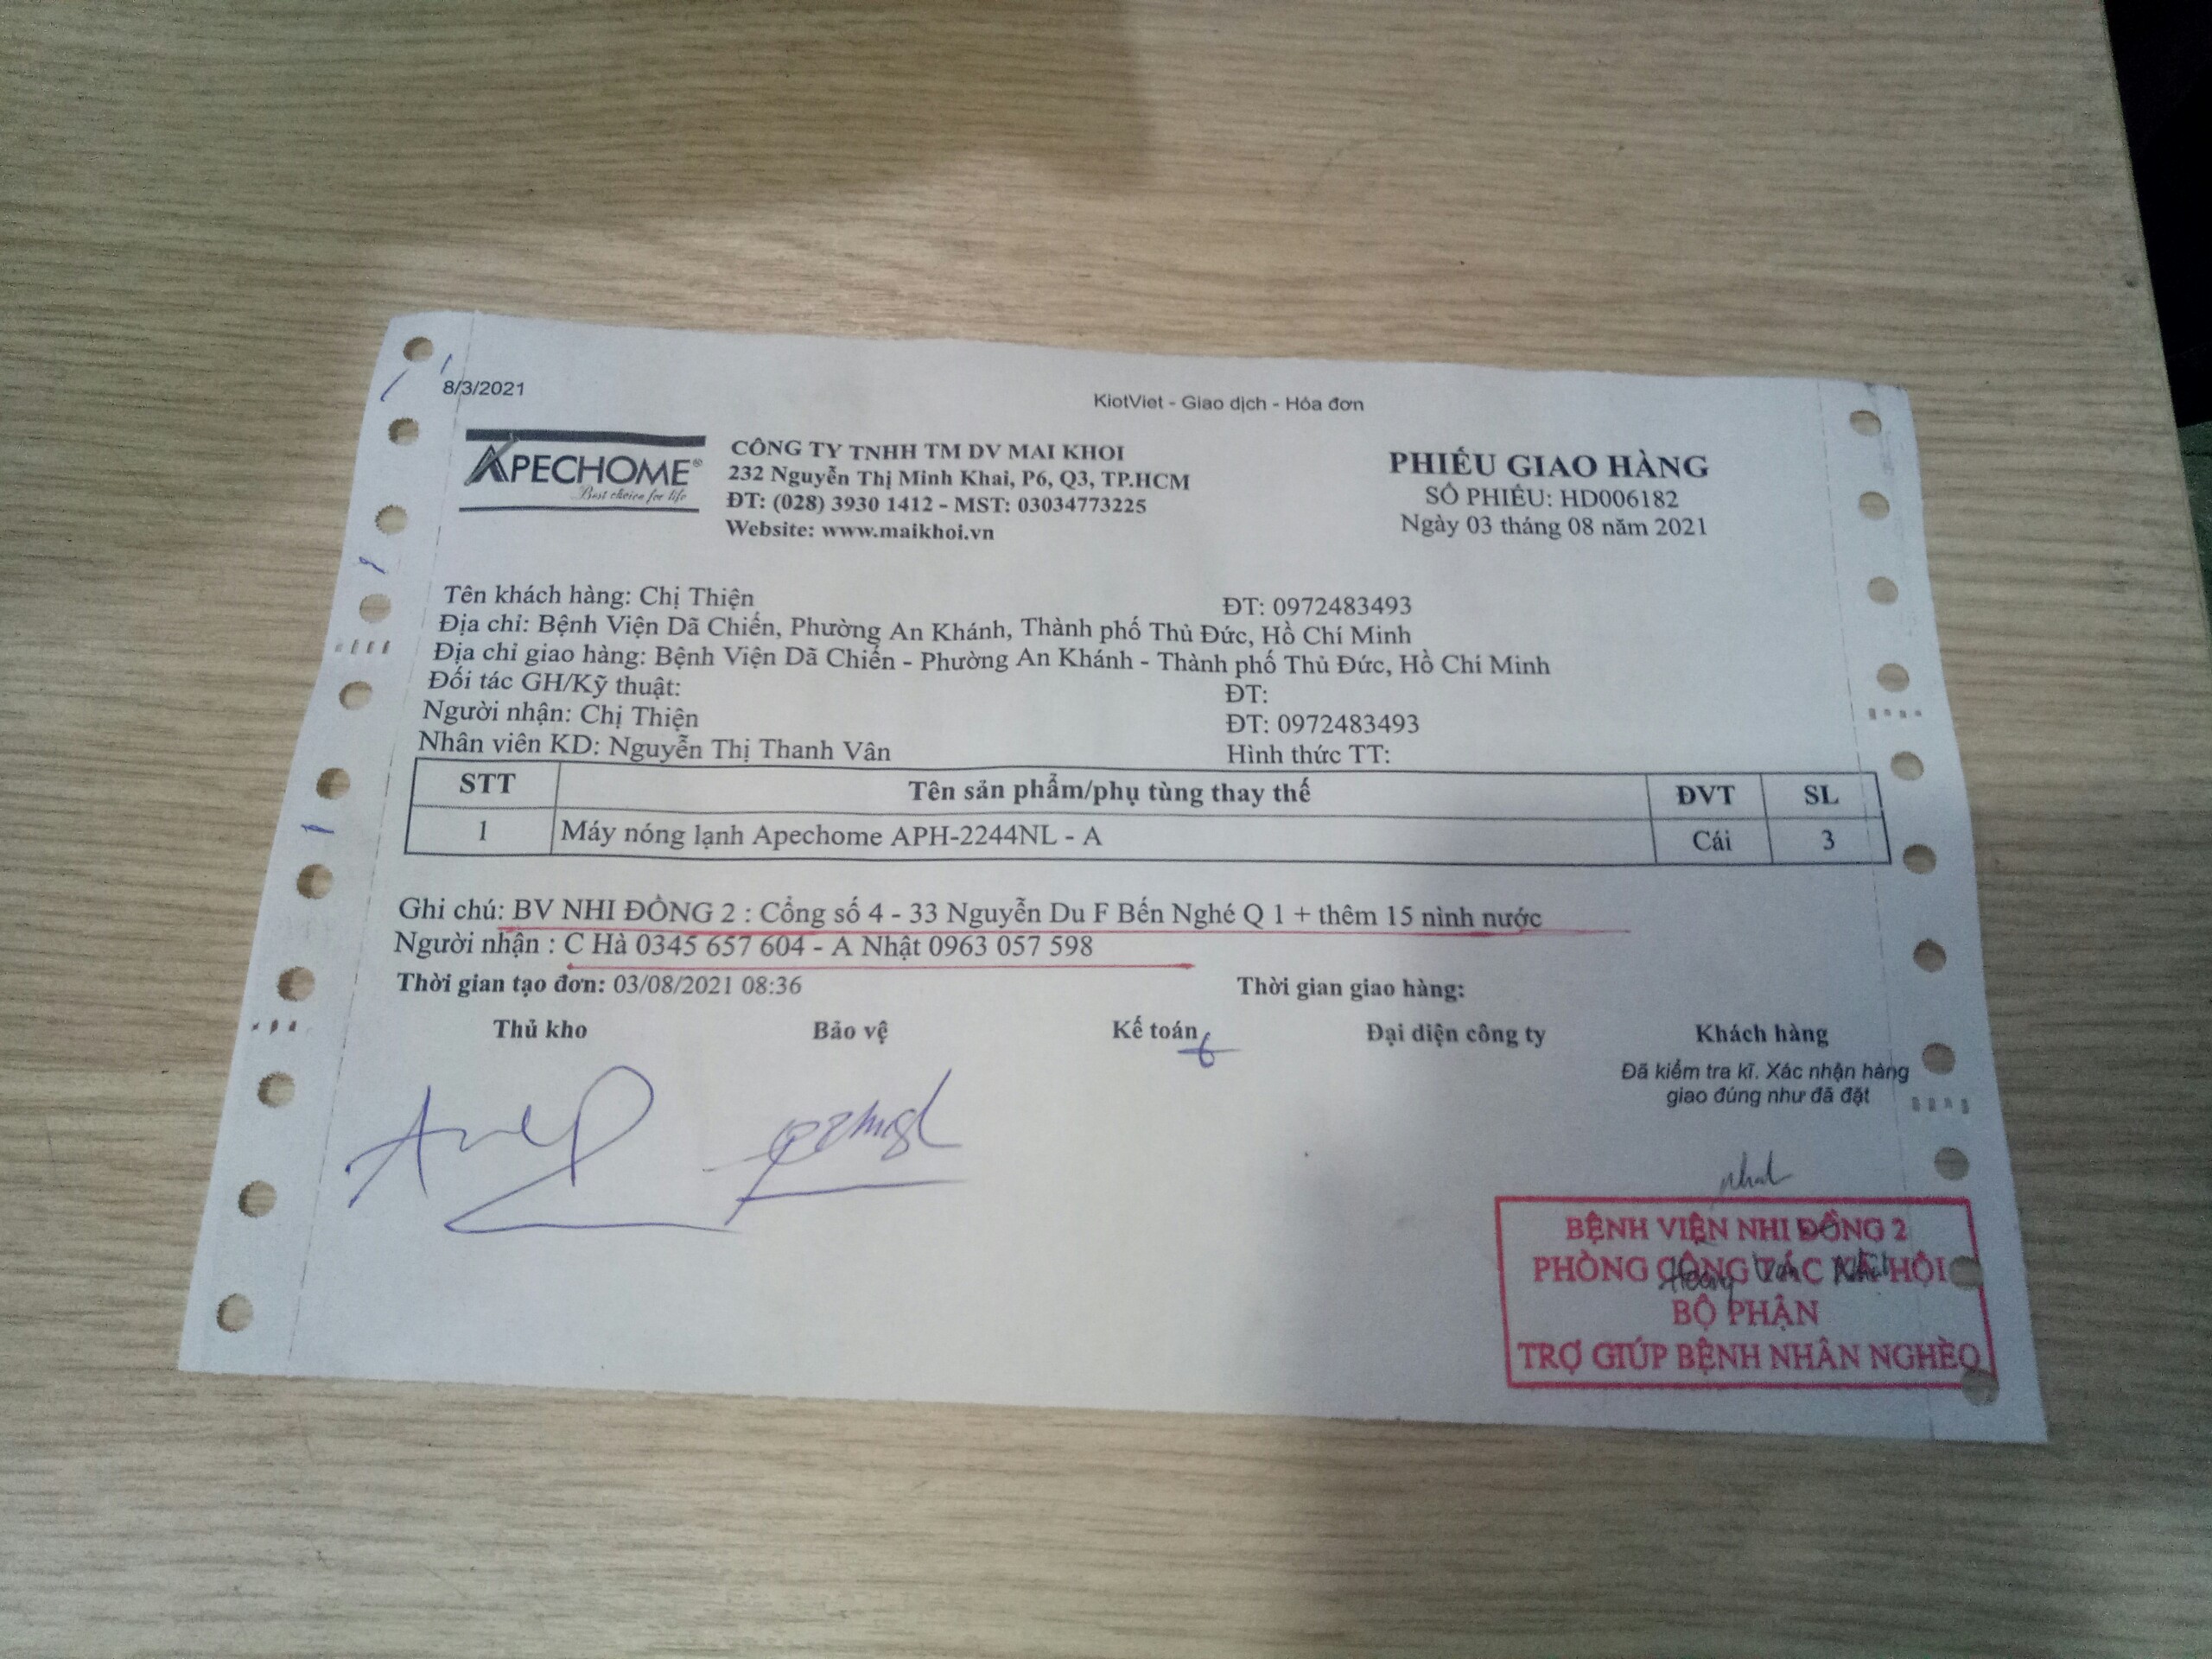 8/3/2021
KiotViet - Giao dịch - Hóa đơn
APECHOME®
Best choice for life
CÔNG TY TNHH TM DV MAI KHOI
232 Nguyễn Thị Minh Khai, P6, Q3, TP.HCM
ĐT: (028) 3930 1412 - MST: 03034773225
Website: www.maikhoi.vn
PHIẾU GIAO HÀNG
SỐ PHIẾU: HD006182
Ngày 03 tháng 08 năm 2021
Tên khách hàng: Chị Thiện ĐT: 0972483493
Địa chỉ: Bệnh Viện Dã Chiến, Phường An Khánh, Thành phố Thủ Đức, Hồ Chí Minh
Địa chỉ giao hàng: Bệnh Viện Dã Chiến - Phường An Khánh - Thành phố Thủ Đức, Hồ Chí Minh
Đối tác GH/Kỹ thuật: ĐT:
Người nhận: Chị Thiện ĐT: 0972483493
Nhân viên KD: Nguyễn Thị Thanh Vân Hình thức TT:
STT Tên sản phẩm/phụ tùng thay thế ĐVT SL
1 Máy nóng lạnh Apechome APH-2244NL - A Cái 3
Ghi chú: BV NHI ĐỒNG 2 : Cổng số 4 - 33 Nguyễn Du F Bến Nghé Q 1 + thêm 15 nình nước
Người nhận : C Hà 0345 657 604 - A Nhật 0963 057 598
Thời gian tạo đơn: 03/08/2021 08:36 Thời gian giao hàng:
Thủ kho Bảo vệ Kế toán Đại diện công ty Khách hàng
Đã kiểm tra kĩ. Xác nhận hàng
giao đúng như đã đặt
BỆNH VIỆN NHI ĐỒNG 2
PHÒNG CÔNG TÁC XÃ HỘI
BỘ PHẬN
TRỢ GIÚP BỆNH NHÂN NGHÈO